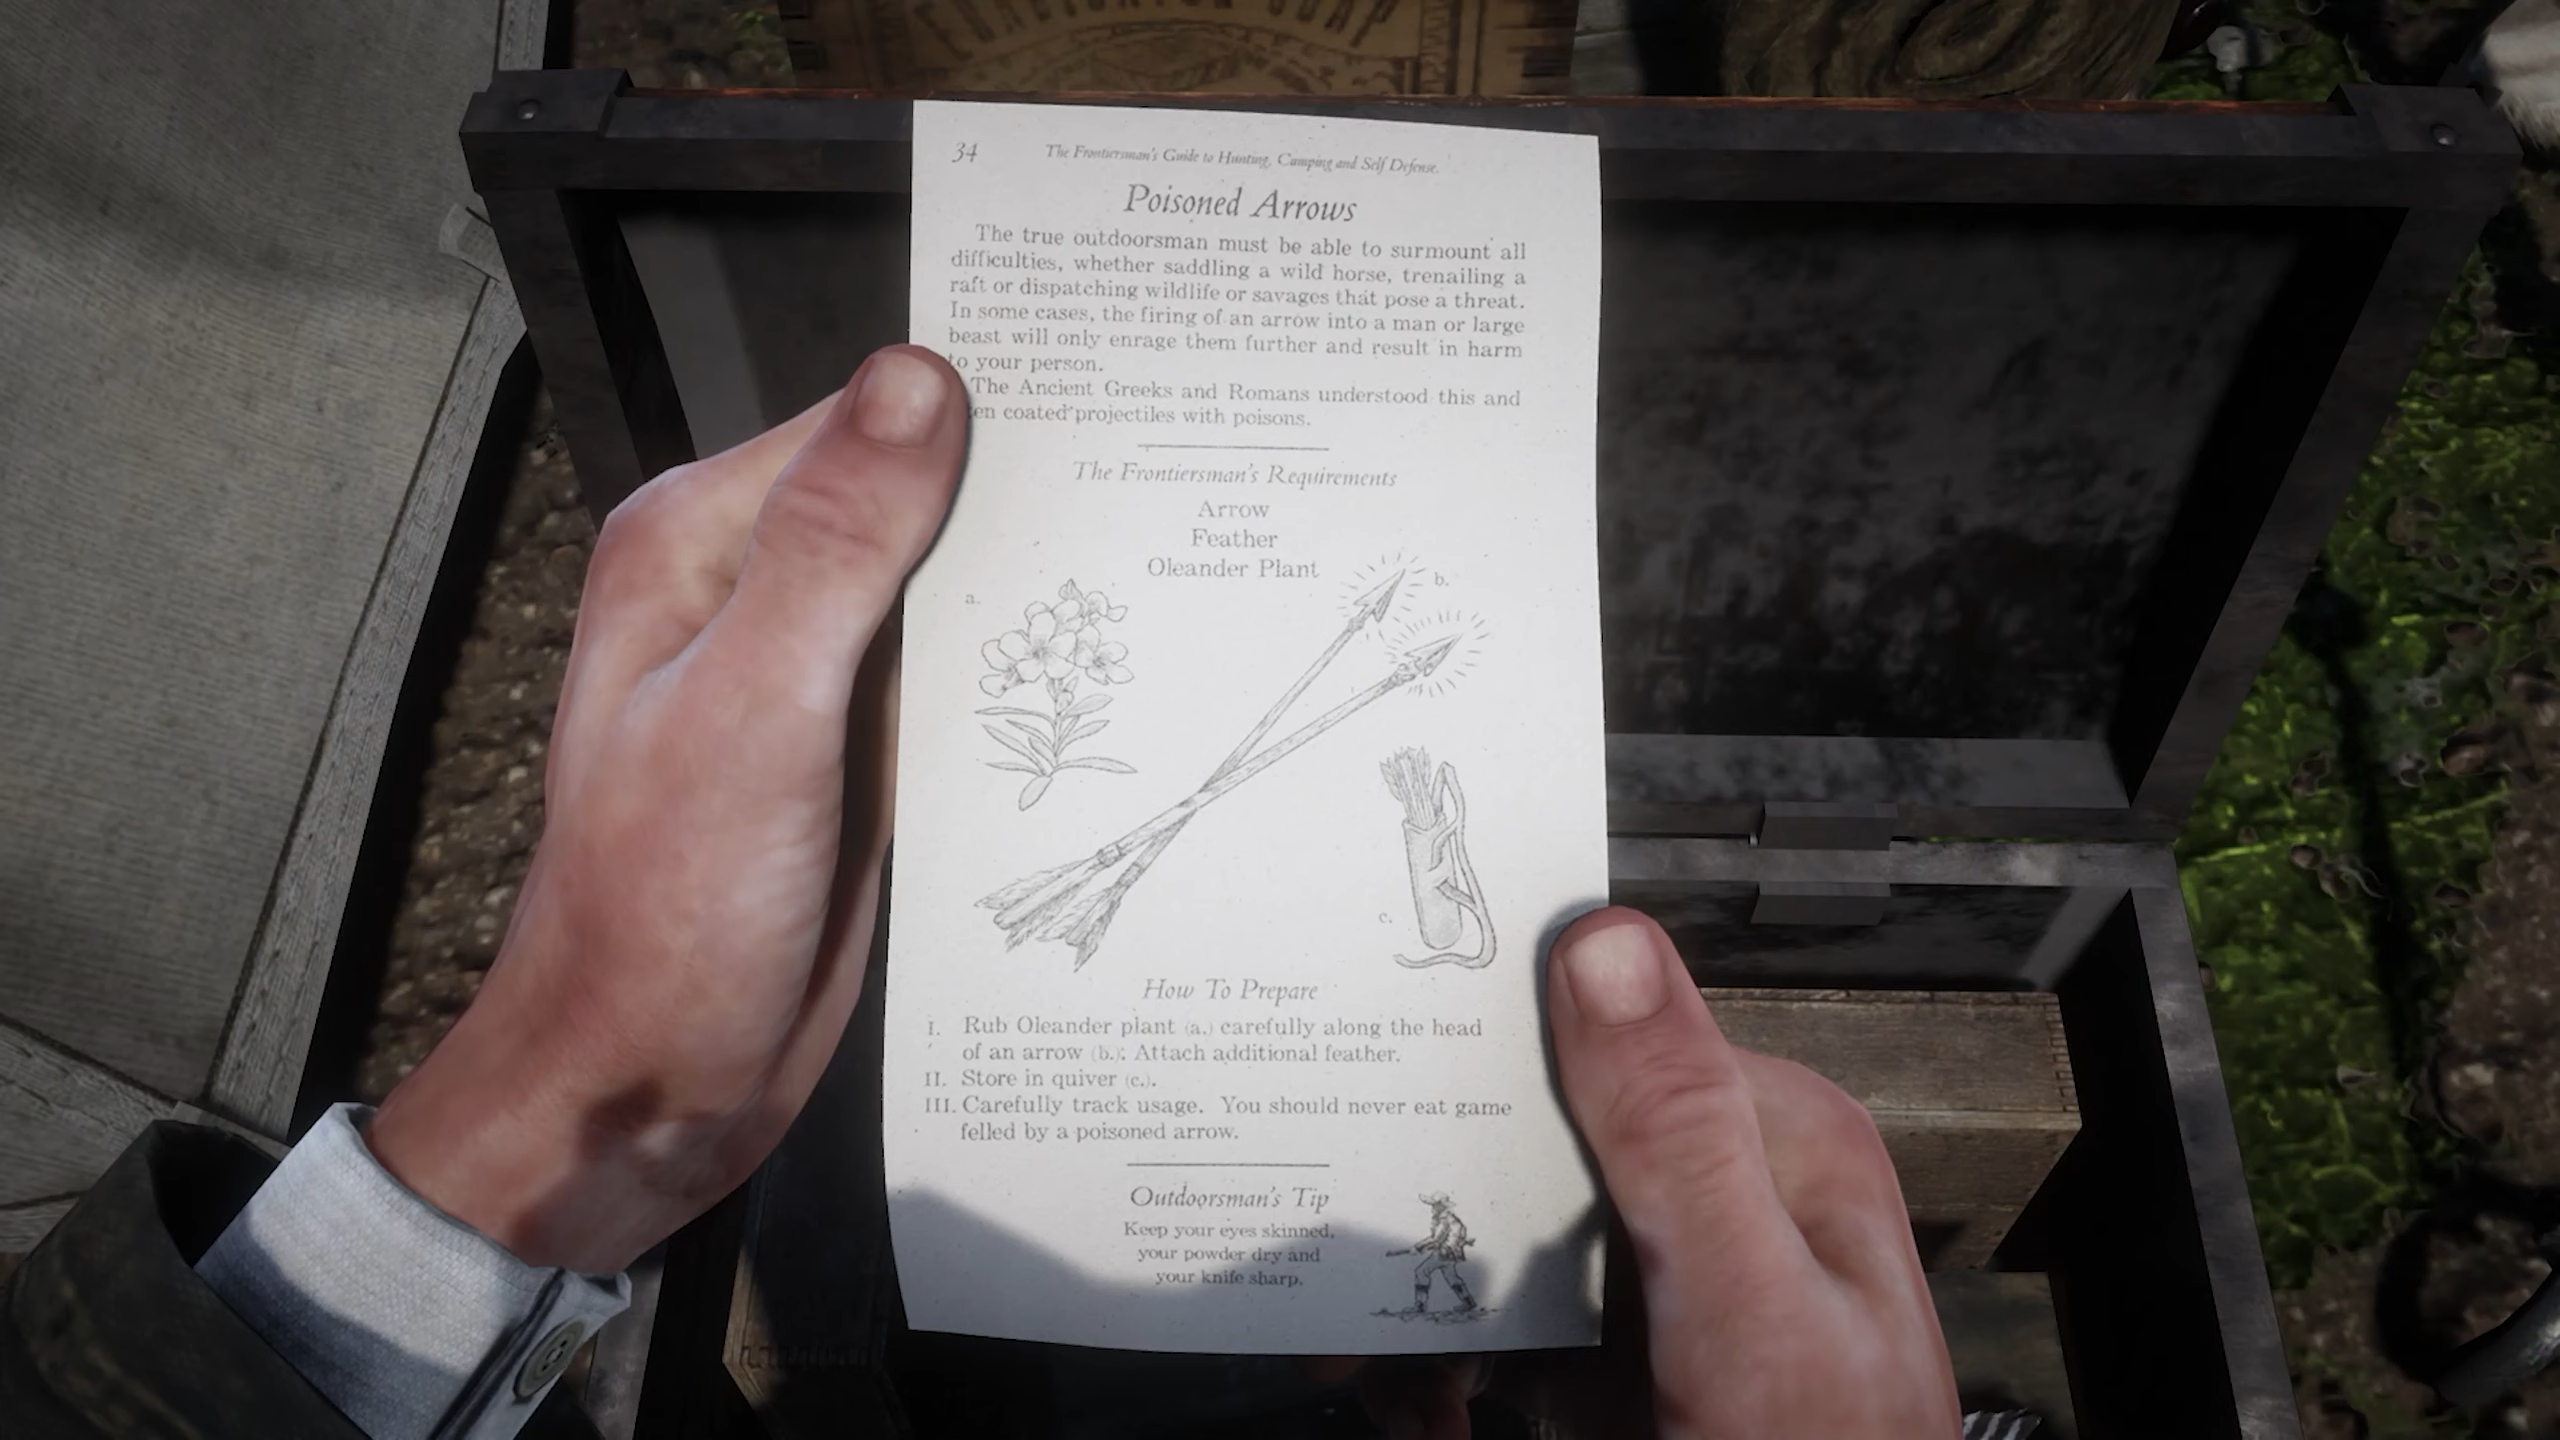 SOAP
34 The Frontiersman's Guide to Hunting, Camping and Self Defense.
Poisoned Arrows
The true outdoorsman must be able to surmount all
difficulties, whether saddling a wild horse, trenailing a
raft or dispatching wildlife or savages that pose a threat.
In some cases, the firing of an arrow into a man or large
beast will only enrage them further and result in harm
to your person.
The Ancient Greeks and Romans understood this and
en coated projectiles with poisons.
The Frontiersman's Requirements
Arrow
Feather
Oleander Plant
a.
b.
c.
How To Prepare
I. Rub Oleander plant (a.) carefully along the head
of an arrow (b.). Attach additional feather.
II. Store in quiver (c.).
III. Carefully track usage. You should never eat game
felled by a poisoned arrow.
Outdoorsman's Tip
Keep your eyes skinned,
your powder dry and
your knife sharp.